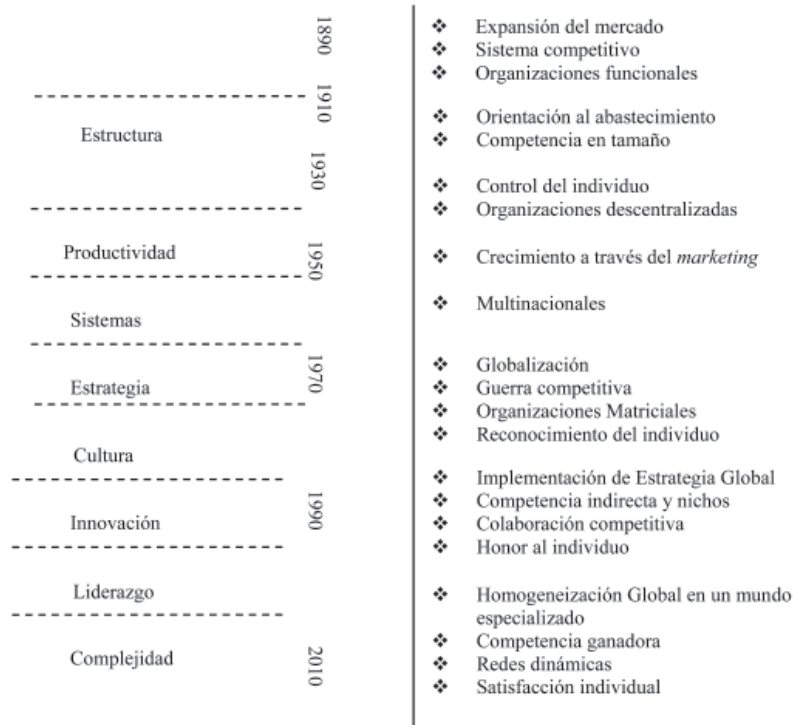 1890
1910
Estructura
1930
Productividad
1950
Sistemas
Estrategia
1970
Cultura
Innovación
1990
Liderazgo
Complejidad
2010
❖ Expansión del mercado
❖ Sistema competitivo
❖ Organizaciones funcionales
❖ Orientación al abastecimiento
❖ Competencia en tamaño
❖ Control del individuo
❖ Organizaciones descentralizadas
❖ Crecimiento a través del marketing
❖ Multinacionales
❖ Globalización
❖ Guerra competitiva
❖ Organizaciones Matriciales
❖ Reconocimiento del individuo
❖ Implementación de Estrategia Global
❖ Competencia indirecta y nichos
❖ Colaboración competitiva
❖ Honor al individuo
❖ Homogeneización Global en un mundo
especializado
❖ Competencia ganadora
❖ Redes dinámicas
❖ Satisfacción individual